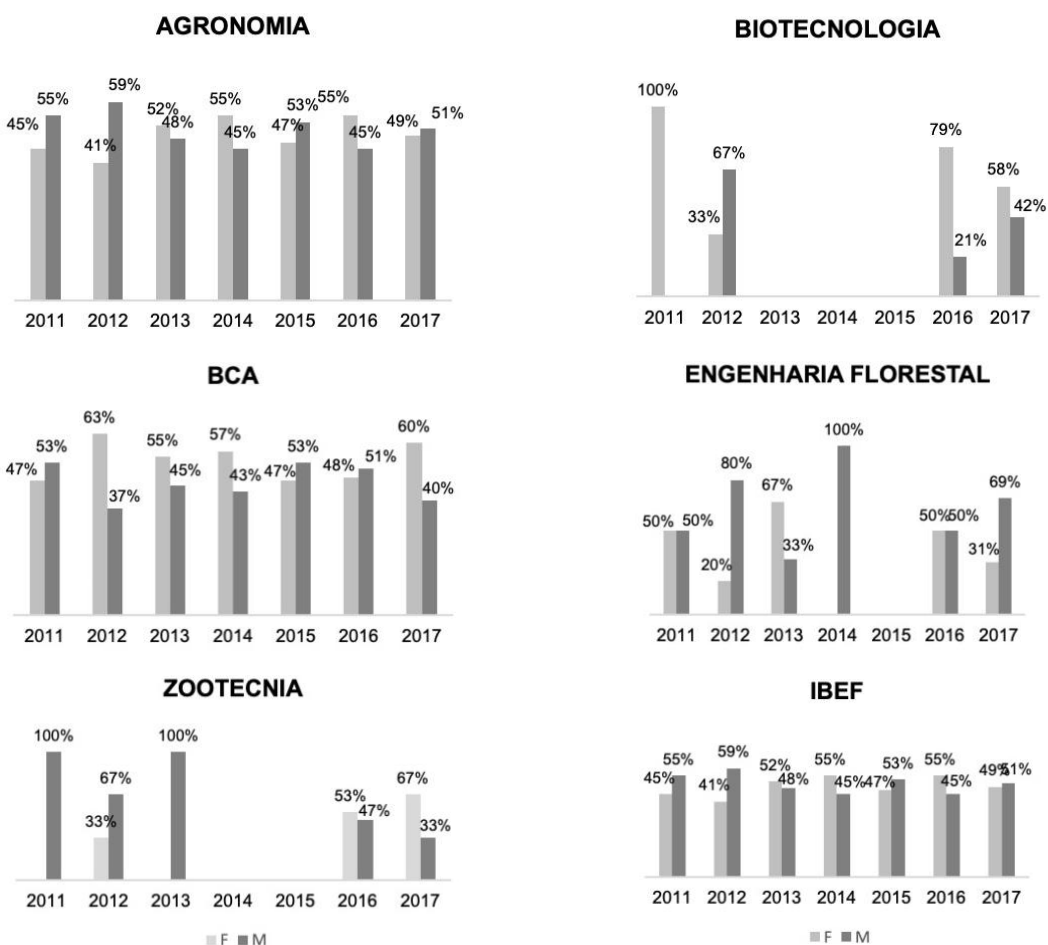 AGRONOMIA
45% 55% 41% 59% 52% 48% 55% 45% 47% 53% 55% 45% 49% 51%
2011 2012 2013 2014 2015 2016 2017
BIOTECNOLOGIA
100% 33% 67% 79% 21% 58% 42%
2011 2012 2013 2014 2015 2016 2017
BCA
47% 53% 63% 37% 55% 45% 57% 43% 47% 53% 48% 51% 60% 40%
2011 2012 2013 2014 2015 2016 2017
ENGENHARIA FLORESTAL
50% 50% 20% 80% 67% 33% 100% 50% 50% 31% 69%
2011 2012 2013 2014 2015 2016 2017
ZOOTECNIA
100% 33% 67% 100% 53% 47% 67% 33%
2011 2012 2013 2014 2015 2016 2017
F M
IBEF
45% 55% 41% 59% 52% 48% 55% 45% 47% 53% 55% 45% 49% 51%
2011 2012 2013 2014 2015 2016 2017
F M